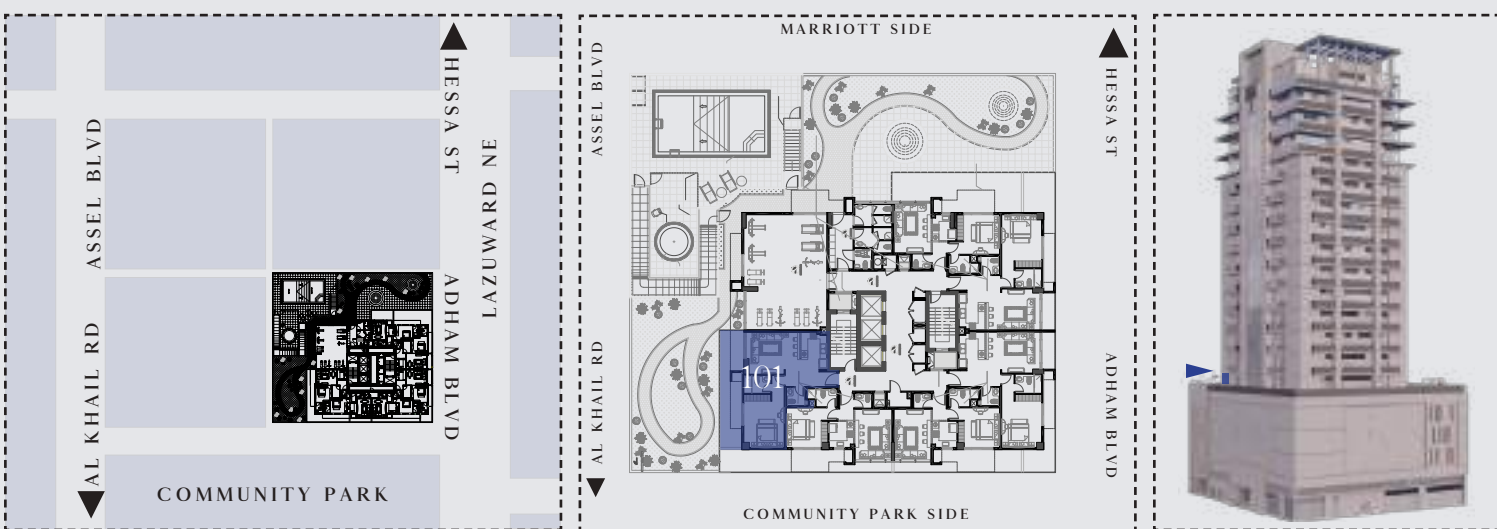 HESSA ST
ASSEL BLVD
LAZUWARD NE
AL KHAIL RD
ADHAM BLVD
COMMUNITY PARK
MARRIOTT SIDE
ASSEL BLVD
HESSA ST
101
AL KHAIL RD
ADHAM BLVD
COMMUNITY PARK SIDE